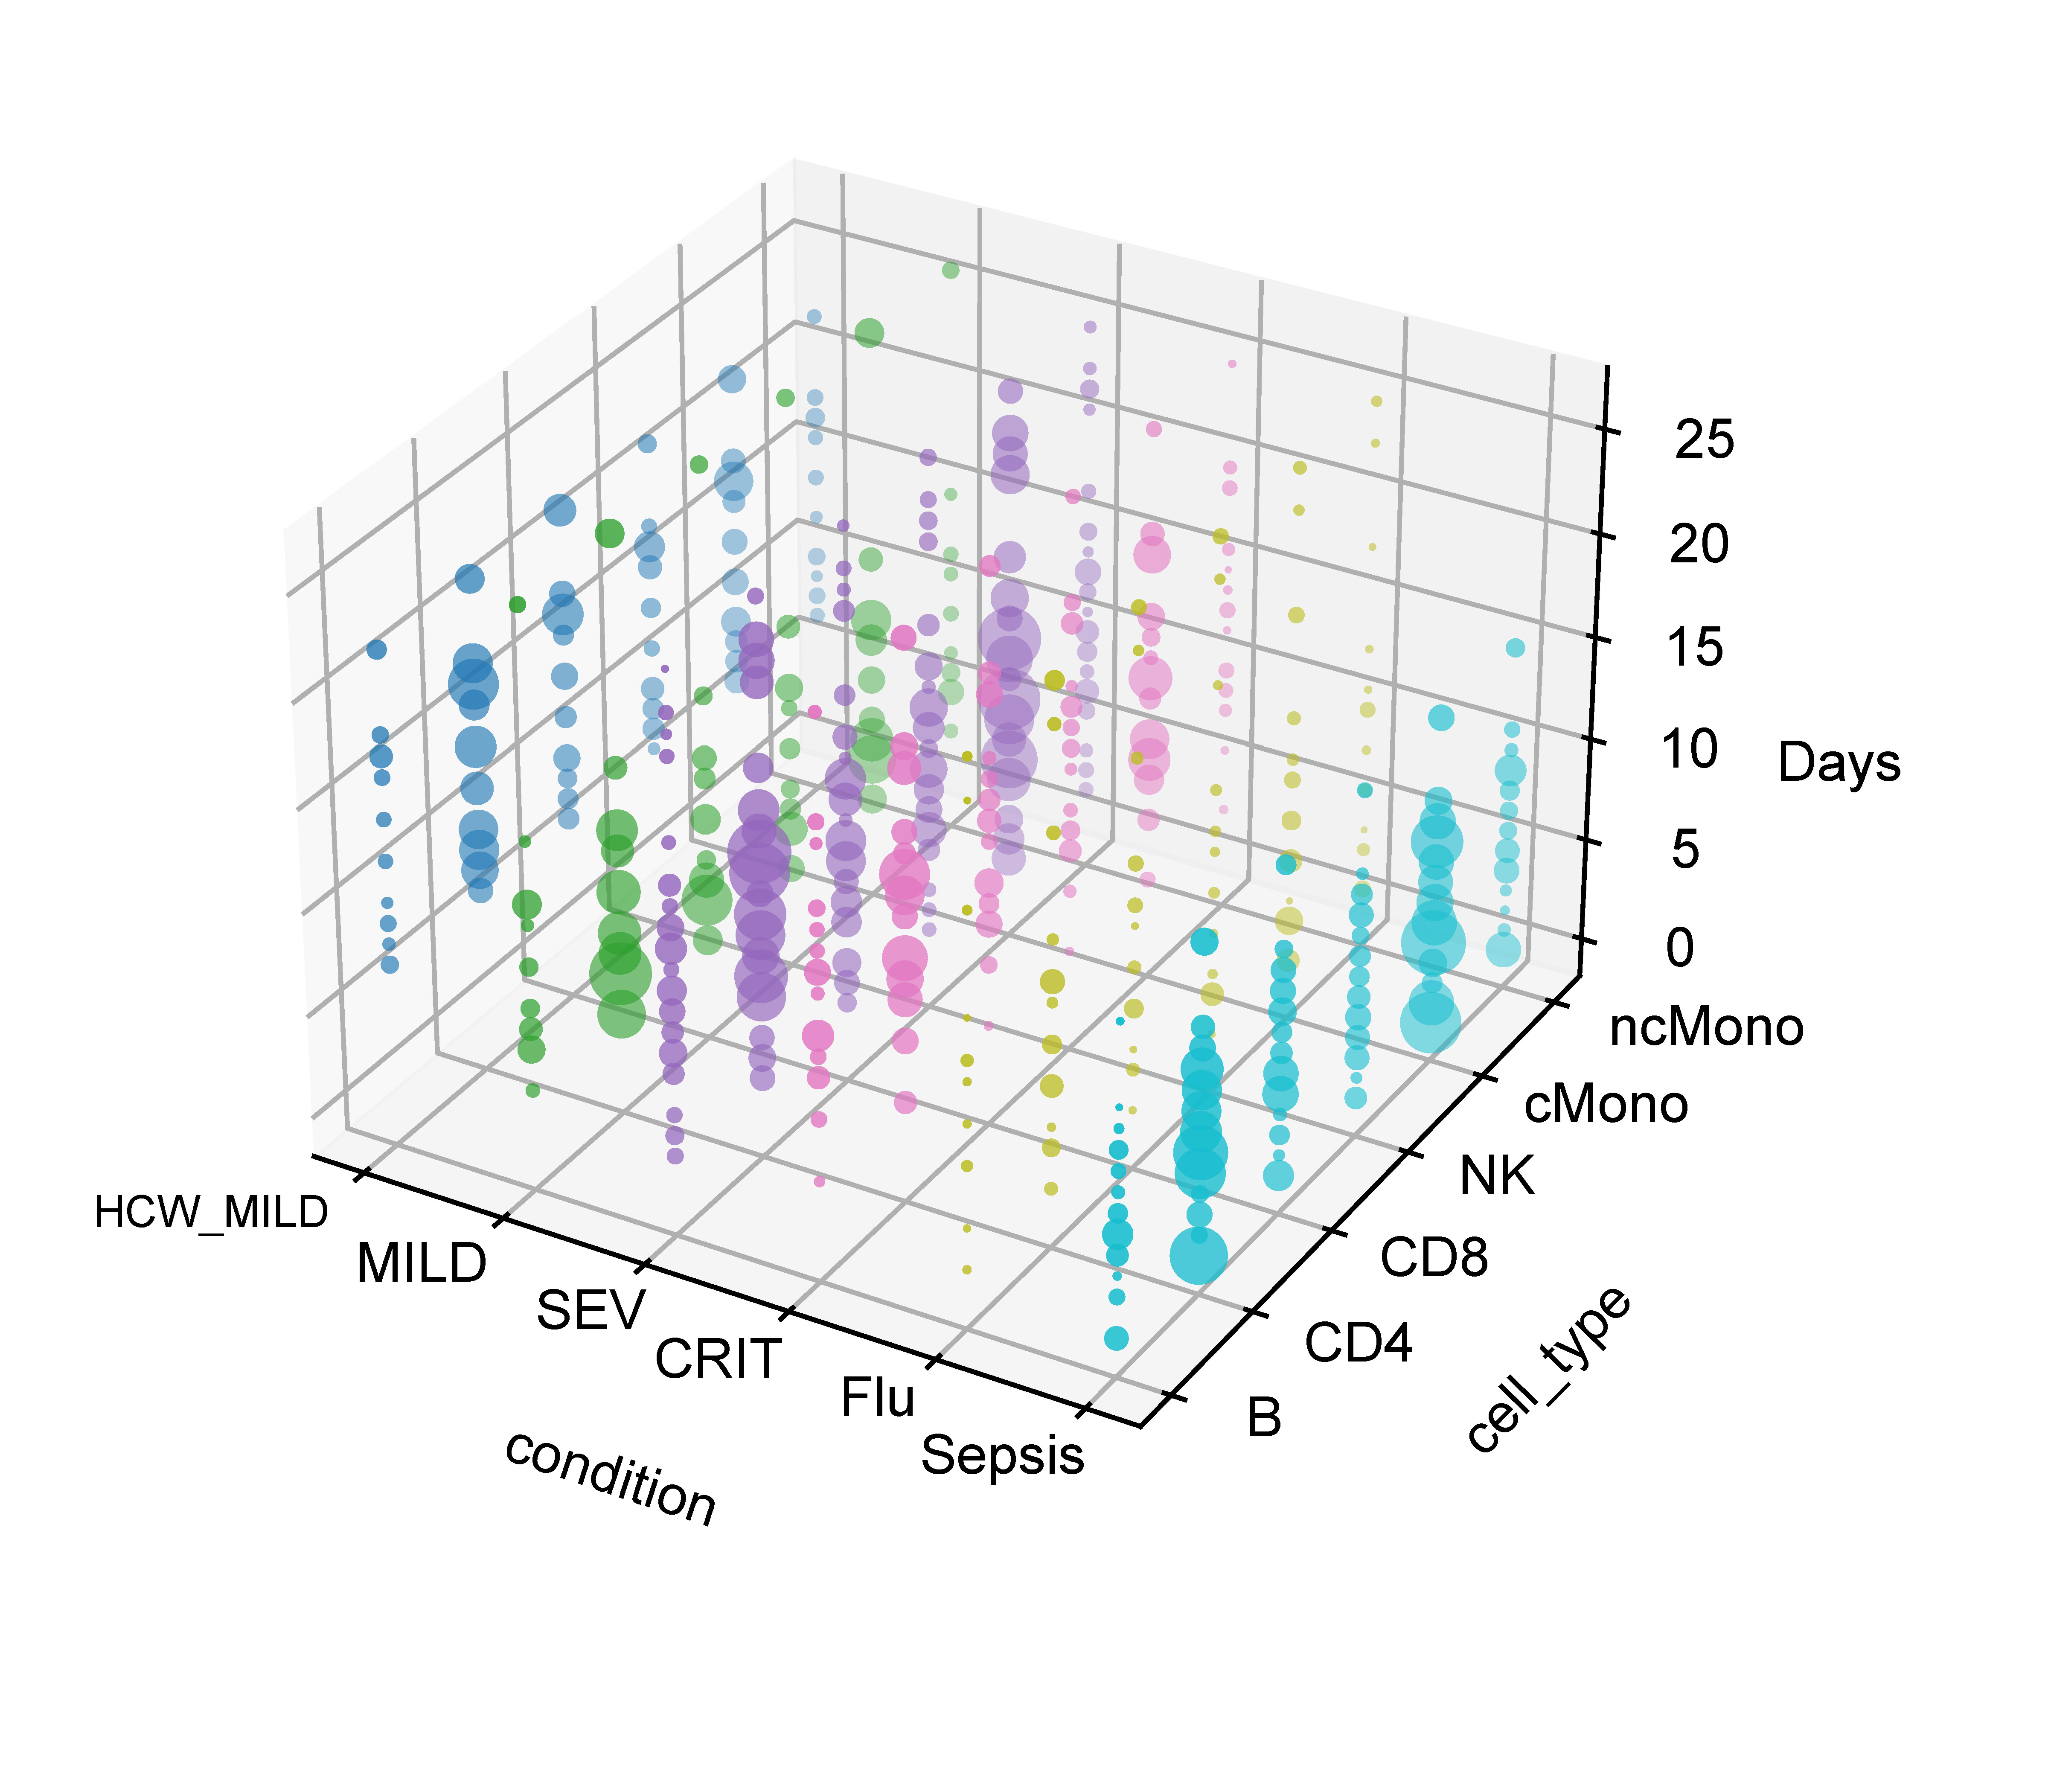 25
20
15
10
5
0
Days
ncMono
cMono
NK
CD8
CD4
B
cell_type
HCW_MILD
MILD
SEV
CRIT
Flu
Sepsis
condition